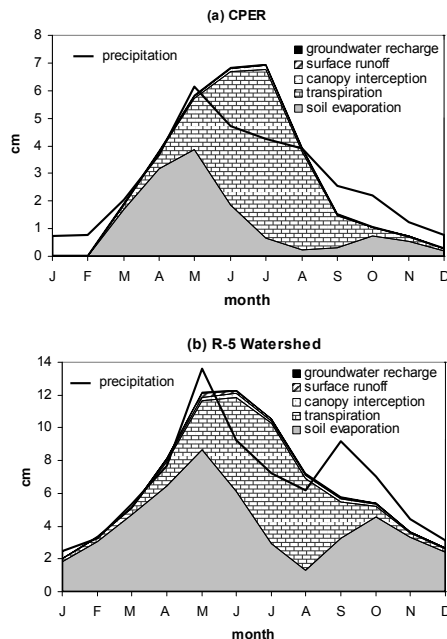 (a) CPER
precipitation
groundwater recharge
surface runoff
canopy interception
transpiration
soil evaporation
8
7
6
5
4
3
2
1
0
cm
J F M A M J J A S O N D
month
(b) R-5 Watershed
precipitation
groundwater recharge
surface runoff
canopy interception
transpiration
soil evaporation
14
12
10
8
6
4
2
0
cm
J F M A M J J A S O N D
month